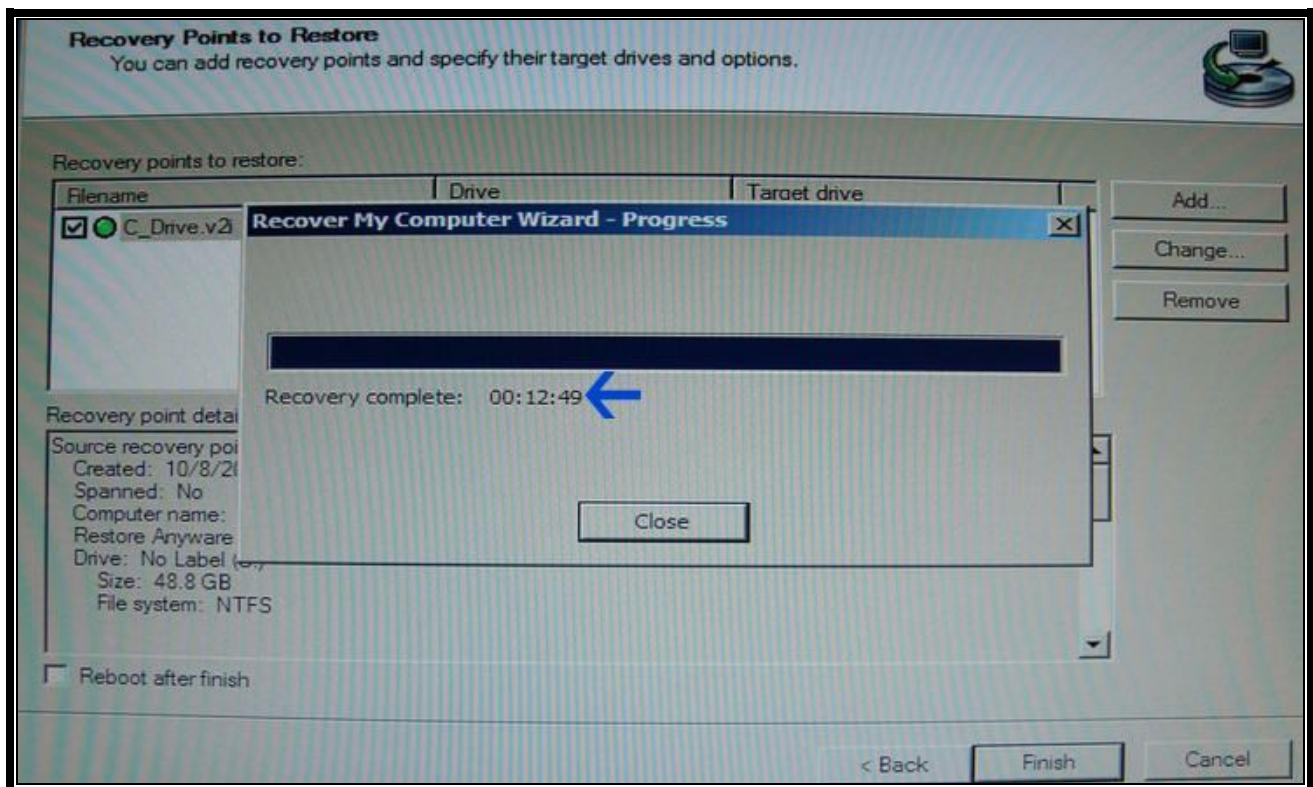 Recovery Points to Restore
You can add recovery points and specify their target drives and options.
Recovery points to restore:
Filename Drive Target drive
C_Drive.v2i
Add...
Change...
Remove
Recover My Computer Wizard - Progress
Recovery complete: 00:12:49
Close
Recovery point detai
Source recovery poi
Created: 10/8/20
Spanned: No
Computer name:
Restore Anyware
Drive: No Label
Size: 48.8 GB
File system: NTFS
Reboot after finish
< Back Finish Cancel